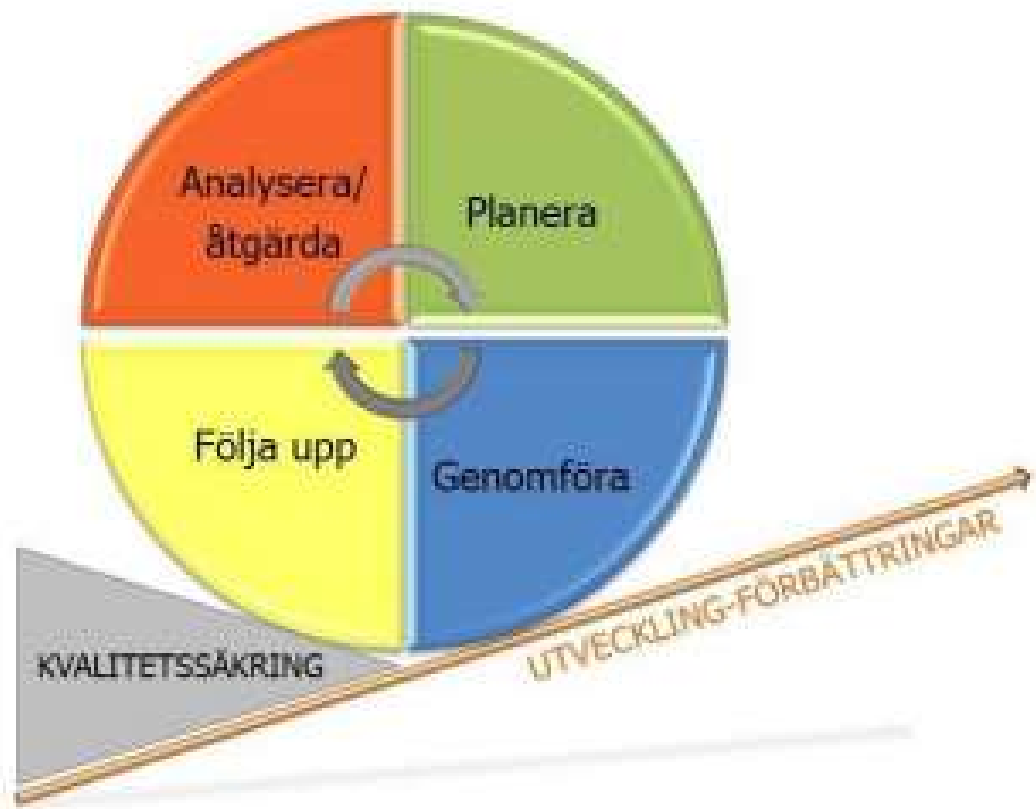 Analysera/
åtgärda
Planera
Följa upp
Genomföra
KVALITETSSÄKRING
UTVECKLING-FÖRBÄTTRINGAR